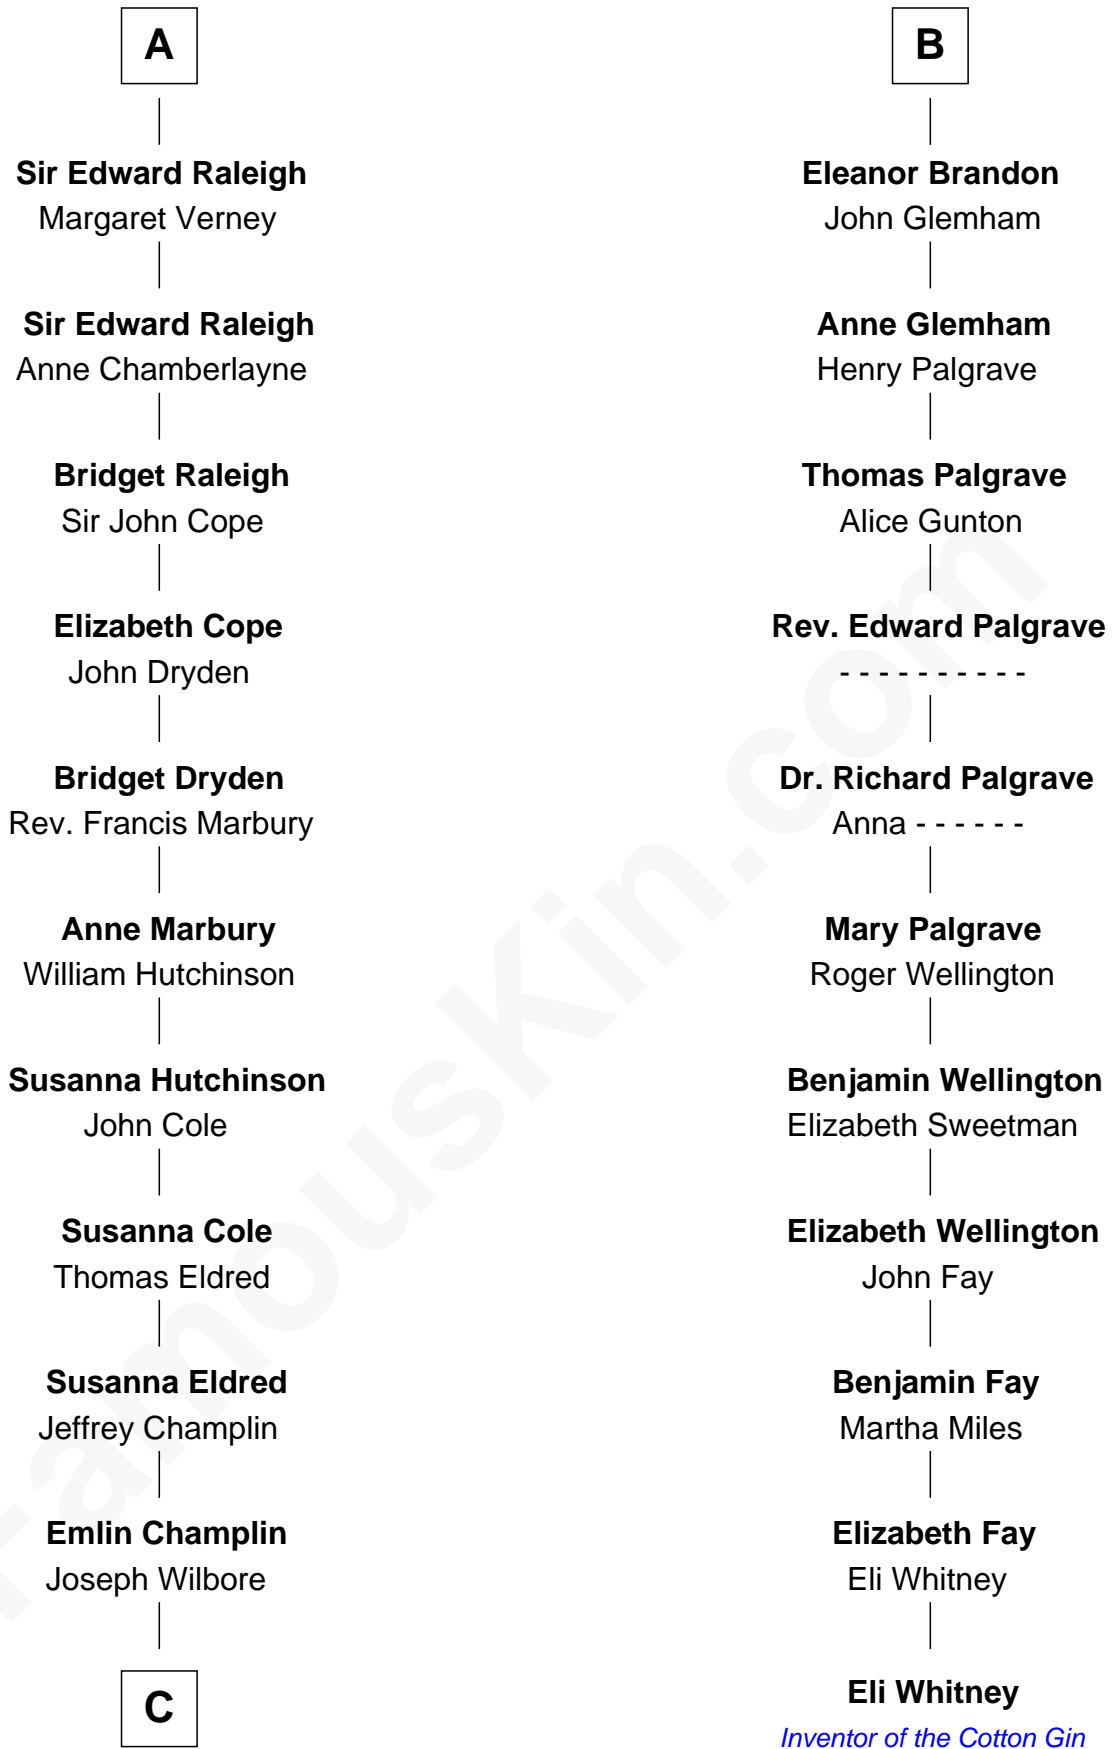 A
Sir Edward Raleigh
Margaret Verney
Sir Edward Raleigh
Anne Chamberlayne
Bridget Raleigh
Sir John Cope
Elizabeth Cope
John Dryden
Bridget Dryden
Rev. Francis Marbury
Anne Marbury
William Hutchinson
Susanna Hutchinson
John Cole
Susanna Cole
Thomas Eldred
Susanna Eldred
Jeffrey Champlin
Emlin Champlin
Joseph Wilbore
C
B
Eleanor Brandon
John Glemham
Anne Glemham
Henry Palgrave
Thomas Palgrave
Alice Gunton
Rev. Edward Palgrave
- - - - - - - - - -
Dr. Richard Palgrave
Anna - - - - - -
Mary Palgrave
Roger Wellington
Benjamin Wellington
Elizabeth Sweetman
Elizabeth Wellington
John Fay
Benjamin Fay
Martha Miles
Elizabeth Fay
Eli Whitney
Eli Whitney
Inventor of the Cotton Gin
FamousKin.com